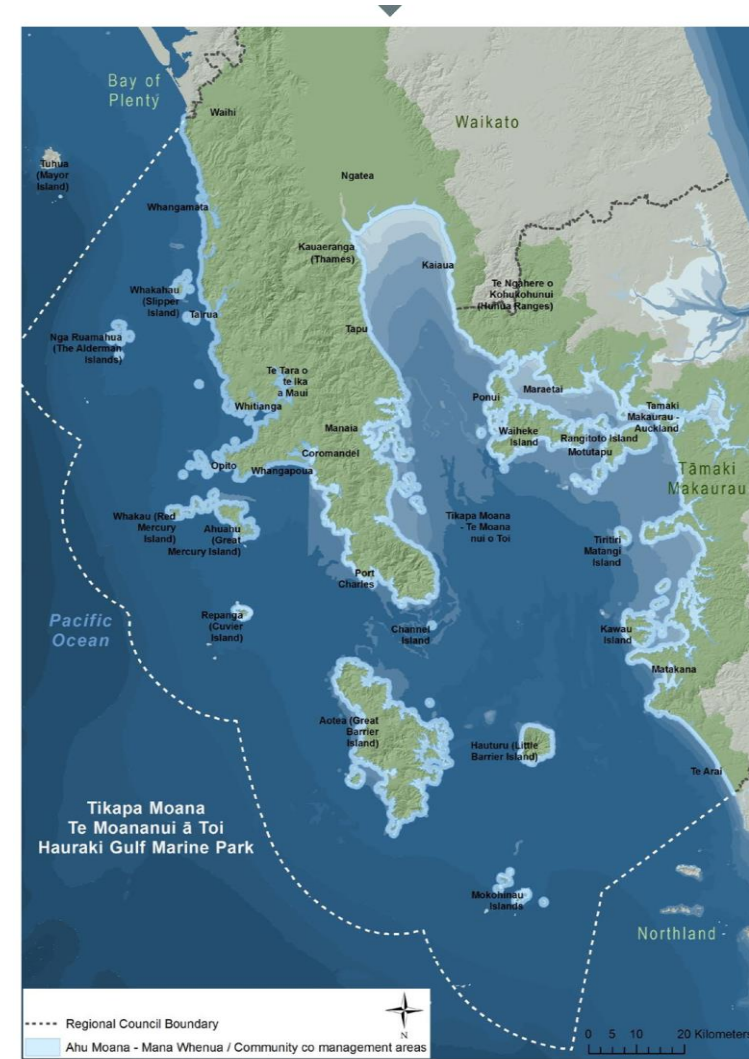 Bay of
Plenty
Waihi
Waikato
Tuhua
(Mayor
Island)
Ngatea
Whangamata
Kauaeranga
(Thames)
Kaiaua
Te Ngahere o
Kohukohunui
(Hunua Ranges)
Whakahau
(Slipper
Island)
Tairua
Nga Ruamahua
(The Alderman
Islands)
Tapu
Te Tara o
te Ika
a Maui
Whitianga
Ponui
Maraetai
Tamaki
Makaurau -
Auckland
Waiheke
Island
Rangitoto Island
Motutapu
Manaia
Coromandel
Opito
Whangapoua
Tāmaki
Makaurau
Whakau (Red
Mercury
Island)
Ahuahu
(Great
Mercury Island)
Tikapa Moana
- Te Moana
nui o Toi
Tiritiri
Matangi
Island
Port
Charles
Pacific
Ocean
Repanga
(Cuvier
Island)
Channel
Island
Kawau
Island
Matakana
Aotea (Great
Barrier
Island)
Hauturu (Little
Barrier Island)
Te Arai
Tikapa Moana
Te Moananui ā Toi
Hauraki Gulf Marine Park
Mokohinau
Islands
Northland
Regional Council Boundary
Ahu Moana - Mana Whenua / Community co management areas
N
0 5 10 20 Kilometers